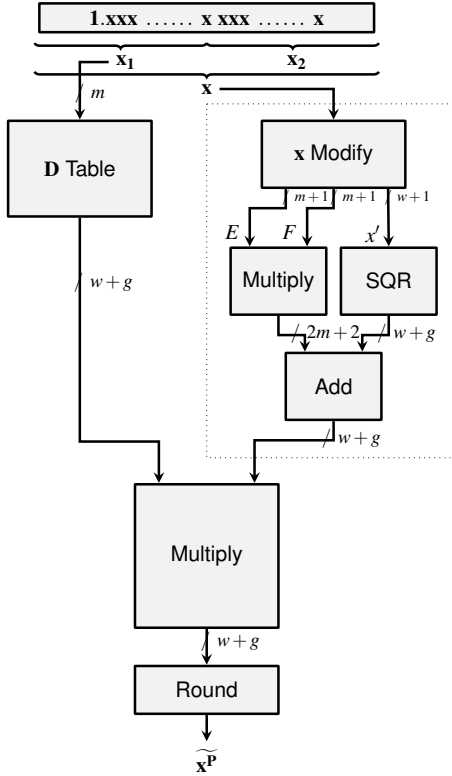 1.xxx ...... x xxx ...... x
x₁ x₂
x
m
D Table
x Modify
m+1 m+1 w+1
E F x′
w+g
Multiply SQR
2m+2 w+g
Add
w+g
Multiply
w+g
Round
x̃ᴾ